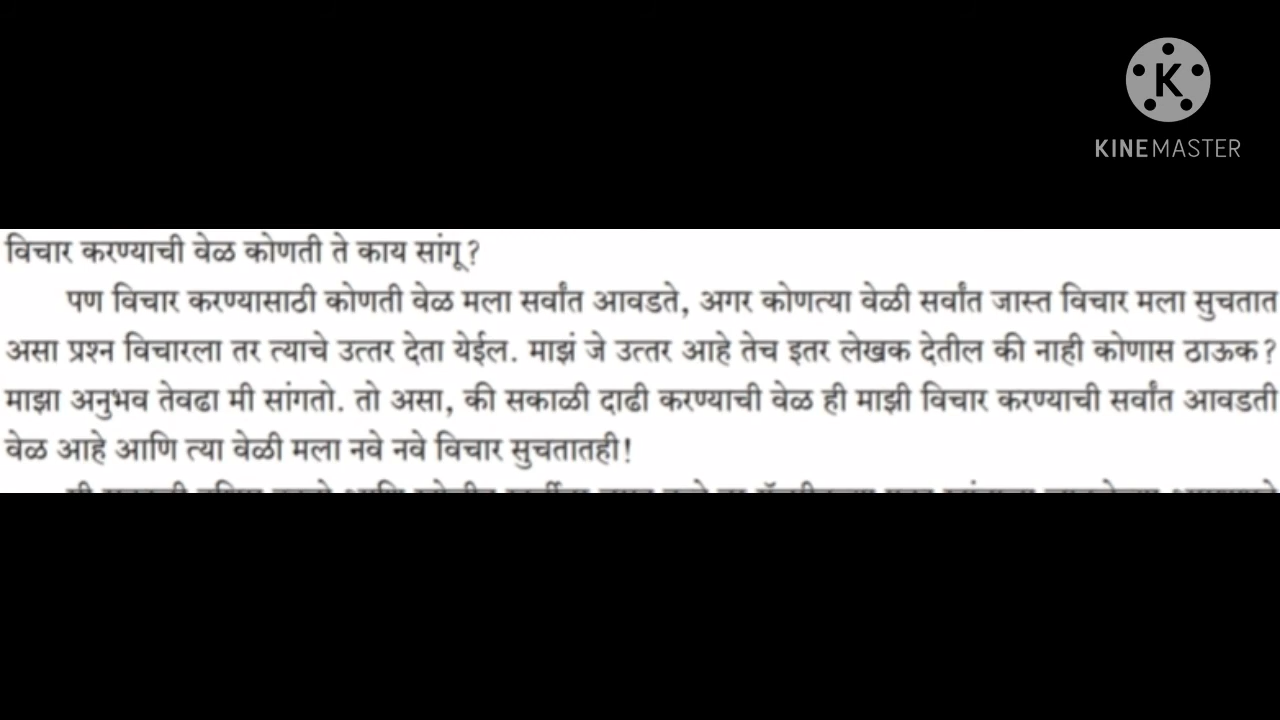 KINEMASTER
विचार करण्याची वेळ कोणती ते काय सांगू?
पण विचार करण्यासाठी कोणती वेळ मला सर्वांत आवडते, अगर कोणत्या वेळी सर्वांत जास्त विचार मला सुचतात
असा प्रश्न विचारला तर त्याचे उत्तर देता येईल. माझं जे उत्तर आहे तेच इतर लेखक देतील की नाही कोणास ठाऊक?
माझा अनुभव तेवढा मी सांगतो. तो असा, की सकाळी दाढी करण्याची वेळ ही माझी विचार करण्याची सर्वांत आवडती
वेळ आहे आणि त्या वेळी मला नवे नवे विचार सुचतातही!